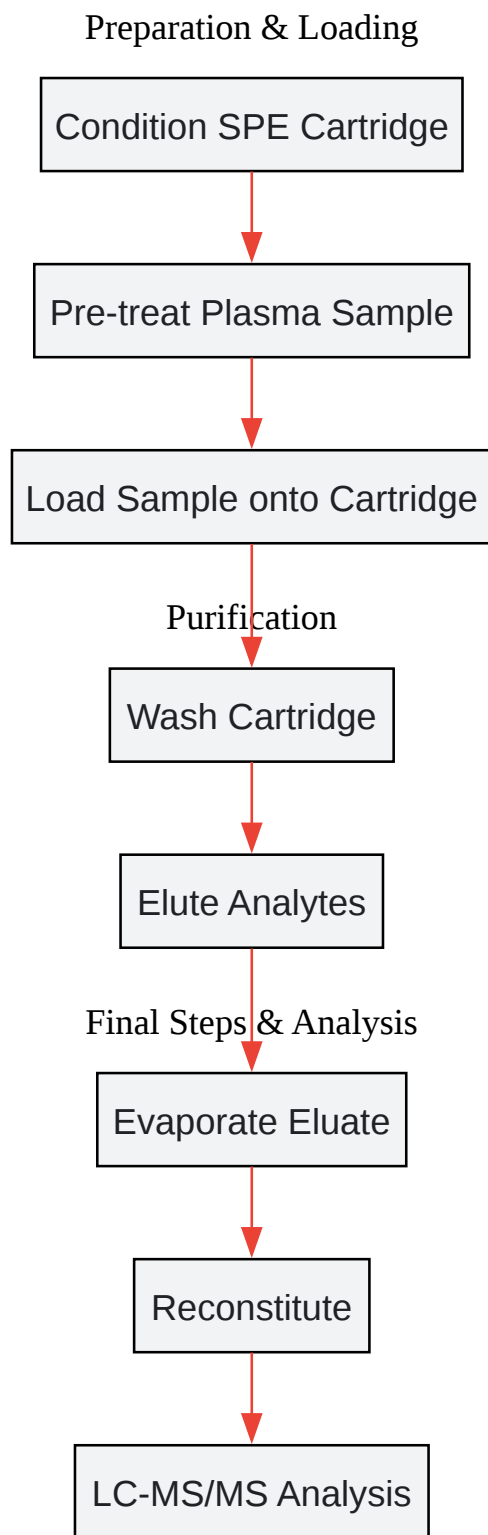 Preparation & Loading
Condition SPE Cartridge
Pre-treat Plasma Sample
Load Sample onto Cartridge
Purification
Wash Cartridge
Elute Analytes
Final Steps & Analysis
Evaporate Eluate
Reconstitute
LC-MS/MS Analysis